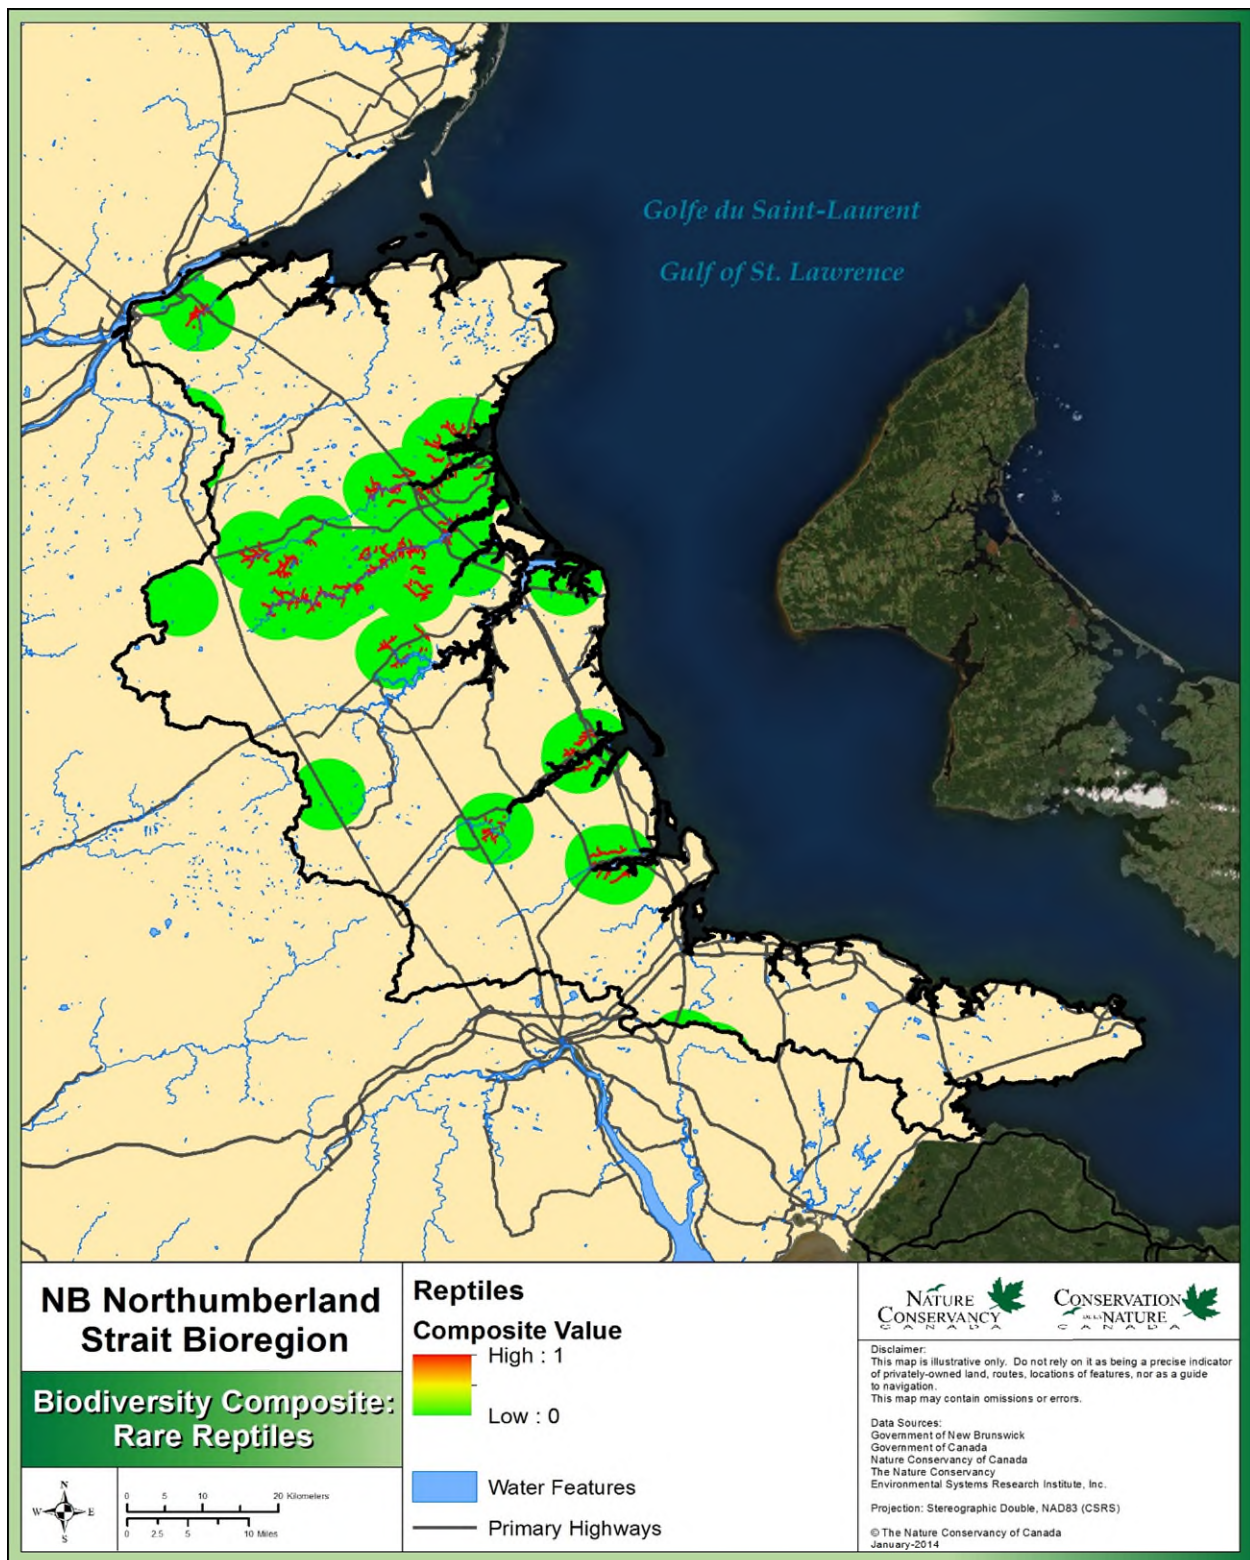 Golfe du Saint-Laurent
Gulf of St. Lawrence
NB Northumberland
Strait Bioregion
Biodiversity Composite:
Rare Reptiles
N
W
E
S
0 5 10 20 Kilometers
0 2.5 5 10 Miles
Reptiles
Composite Value
High : 1
Low : 0
Water Features
Primary Highways
NATURE
CONSERVANCY
CANADA
CONSERVATION
DE LA NATURE
CANADA
Disclaimer:
This map is illustrative only. Do not rely on it as being a precise indicator
of privately-owned land, routes, locations of features, nor as a guide
to navigation.
This map may contain omissions or errors.
Data Sources:
Government of New Brunswick
Government of Canada
Nature Conservancy of Canada
The Nature Conservancy
Environmental Systems Research Institute, Inc.
Projection: Stereographic Double, NAD83 (CSRS)
© The Nature Conservancy of Canada
January-2014